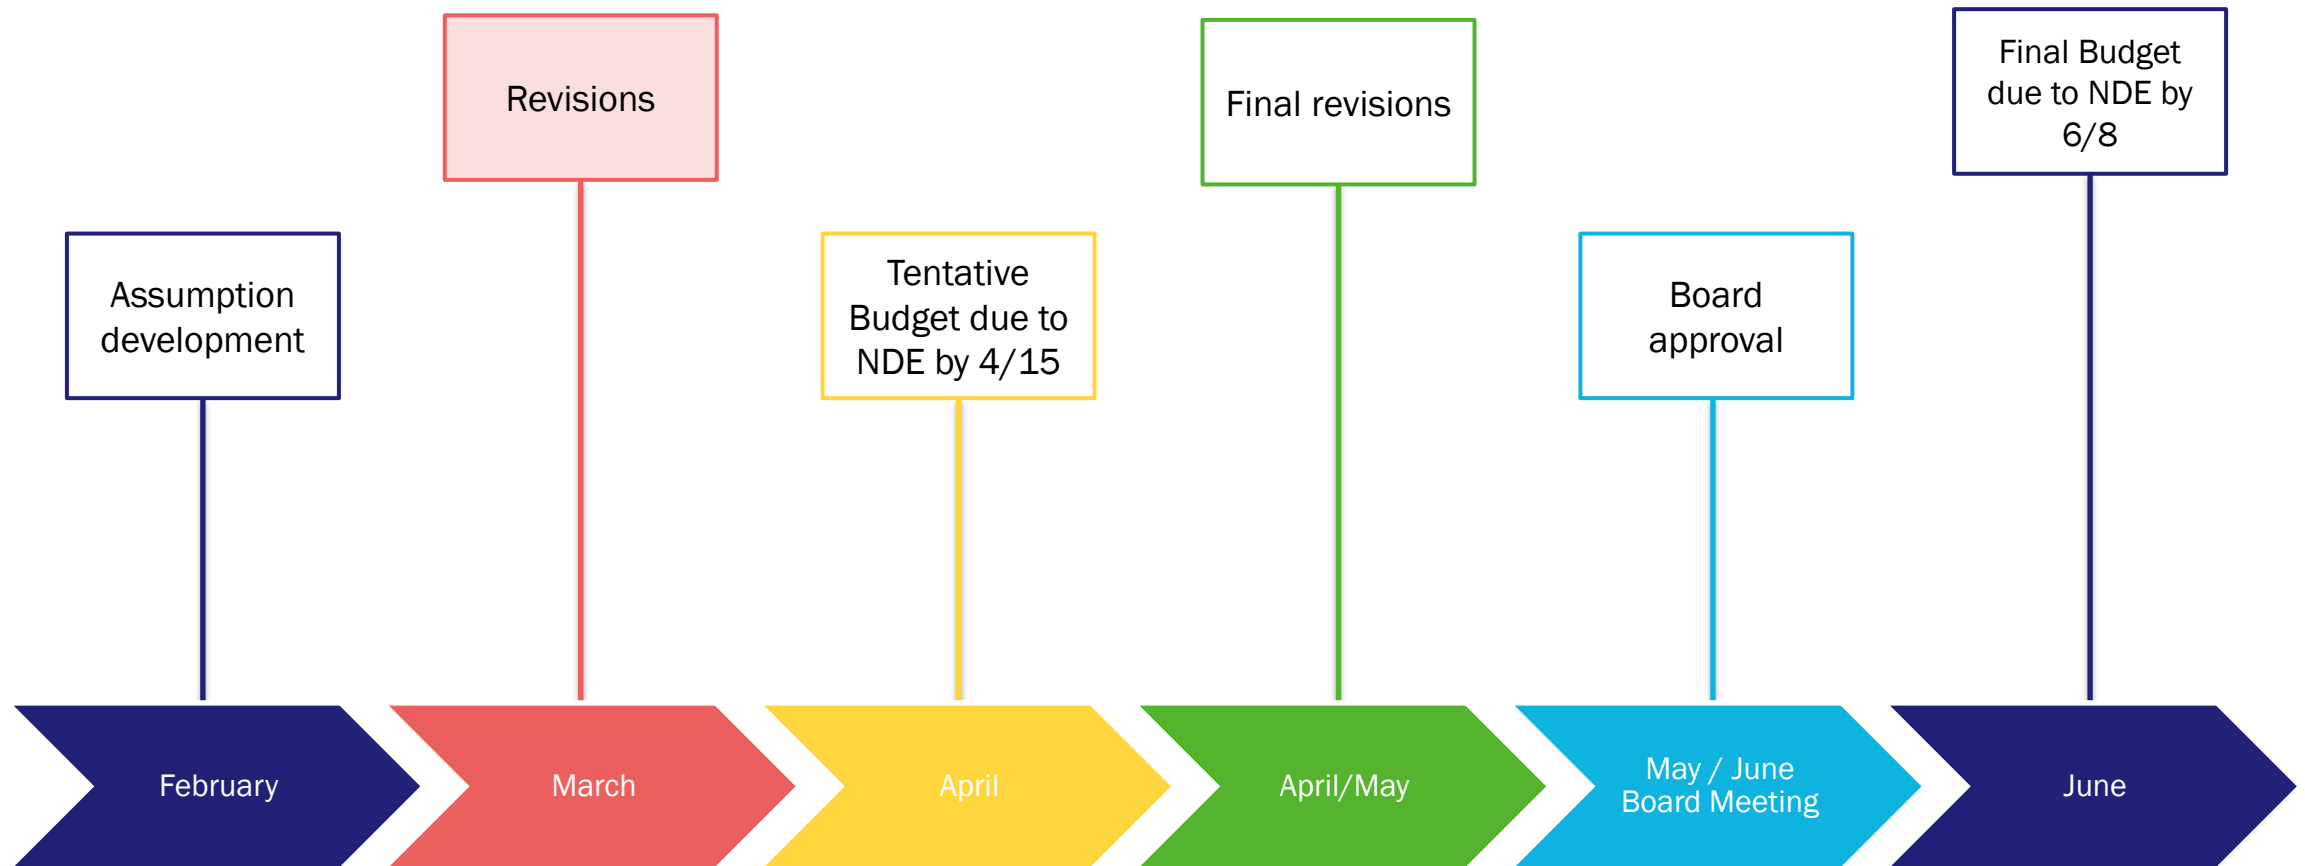 Revisions
Final revisions
Final Budget
due to NDE by
6/8
Assumption
development
Tentative
Budget due to
NDE by 4/15
Board
approval
February
March
April
April/May
May / June
Board Meeting
June